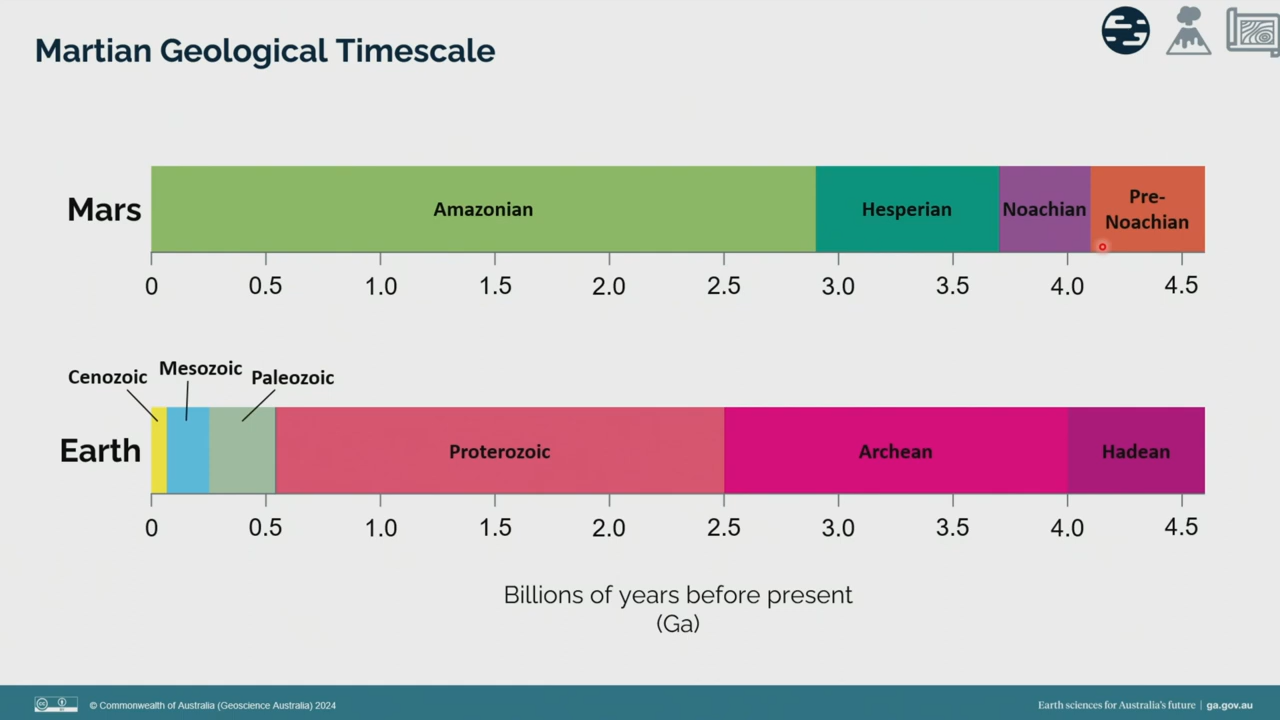 Martian Geological Timescale
Mars
Amazonian
Hesperian
Noachian
Pre-
Noachian
0 0.5 1.0 1.5 2.0 2.5 3.0 3.5 4.0 4.5
Cenozoic Mesozoic Paleozoic
Earth
Proterozoic
Archean
Hadean
0 0.5 1.0 1.5 2.0 2.5 3.0 3.5 4.0 4.5
Billions of years before present
(Ga)
© Commonwealth of Australia (Geoscience Australia) 2024
Earth sciences for Australia's future | ga.gov.au